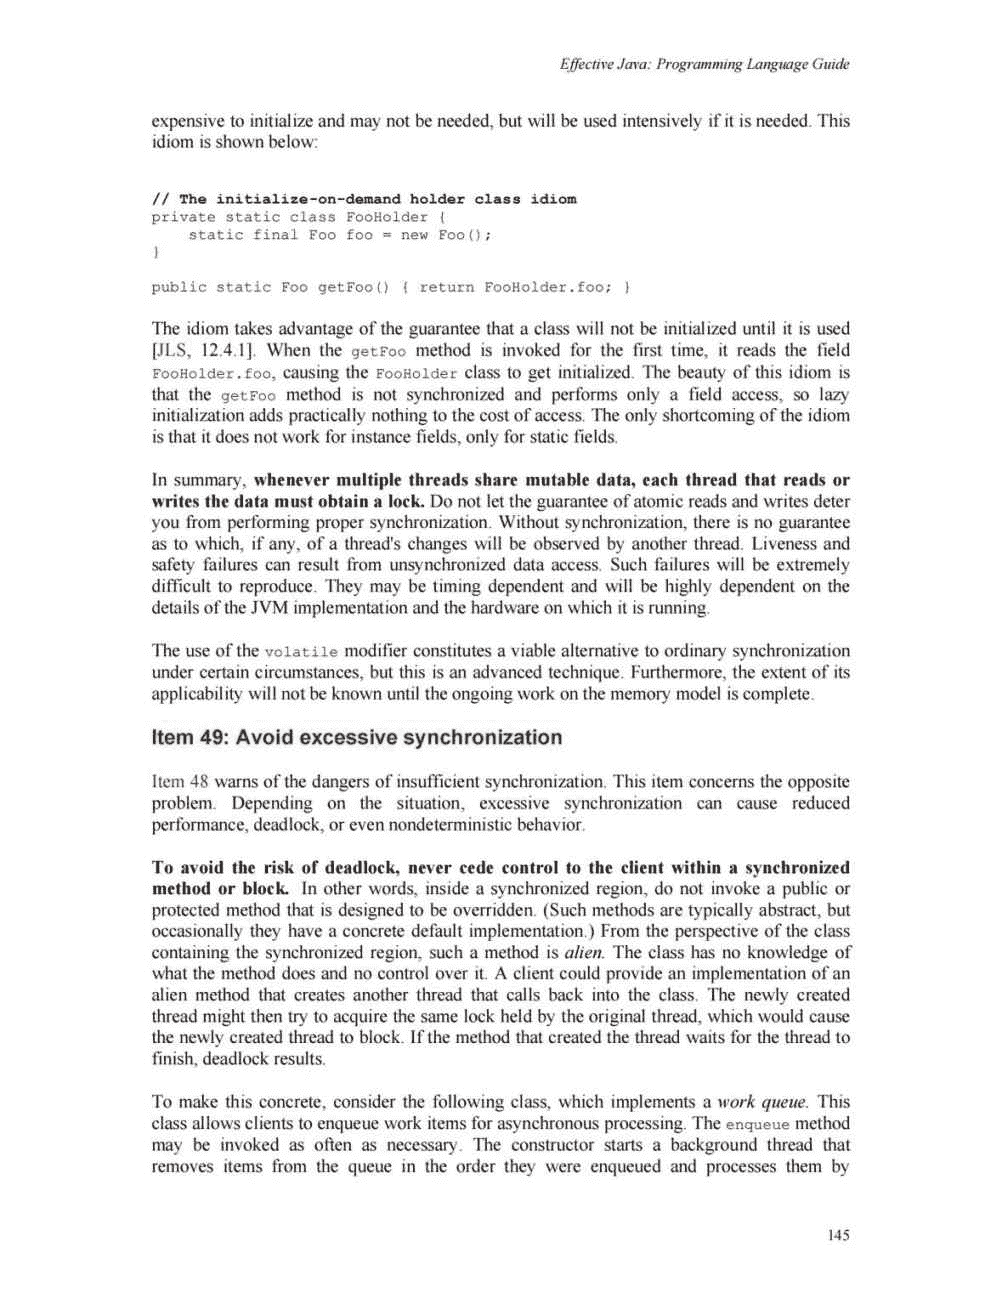 Effective Java: Programming Language Guide
expensive to initialize and may not be needed, but will be used intensively if it is needed. This
idiom is shown below:
// The initialize-on-demand holder class idiom
private static class FooHolder {
    static final Foo foo = new Foo();
}
public static Foo getFoo() { return FooHolder.foo; }
The idiom takes advantage of the guarantee that a class will not be initialized until it is used
[JLS, 12.4.1]. When the getFoo method is invoked for the first time, it reads the field
FooHolder.foo, causing the FooHolder class to get initialized. The beauty of this idiom is
that the getFoo method is not synchronized and performs only a field access, so lazy
initialization adds practically nothing to the cost of access. The only shortcoming of the idiom
is that it does not work for instance fields, only for static fields.
In summary, whenever multiple threads share mutable data, each thread that reads or
writes the data must obtain a lock. Do not let the guarantee of atomic reads and writes deter
you from performing proper synchronization. Without synchronization, there is no guarantee
as to which, if any, of a thread's changes will be observed by another thread. Liveness and
safety failures can result from unsynchronized data access. Such failures will be extremely
difficult to reproduce. They may be timing dependent and will be highly dependent on the
details of the JVM implementation and the hardware on which it is running.
The use of the volatile modifier constitutes a viable alternative to ordinary synchronization
under certain circumstances, but this is an advanced technique. Furthermore, the extent of its
applicability will not be known until the ongoing work on the memory model is complete.
Item 49: Avoid excessive synchronization
Item 48 warns of the dangers of insufficient synchronization. This item concerns the opposite
problem. Depending on the situation, excessive synchronization can cause reduced
performance, deadlock, or even nondeterministic behavior.
To avoid the risk of deadlock, never cede control to the client within a synchronized
method or block. In other words, inside a synchronized region, do not invoke a public or
protected method that is designed to be overridden. (Such methods are typically abstract, but
occasionally they have a concrete default implementation.) From the perspective of the class
containing the synchronized region, such a method is alien. The class has no knowledge of
what the method does and no control over it. A client could provide an implementation of an
alien method that creates another thread that calls back into the class. The newly created
thread might then try to acquire the same lock held by the original thread, which would cause
the newly created thread to block. If the method that created the thread waits for the thread to
finish, deadlock results.
To make this concrete, consider the following class, which implements a work queue. This
class allows clients to enqueue work items for asynchronous processing. The enqueue method
may be invoked as often as necessary. The constructor starts a background thread that
removes items from the queue in the order they were enqueued and processes them by
145